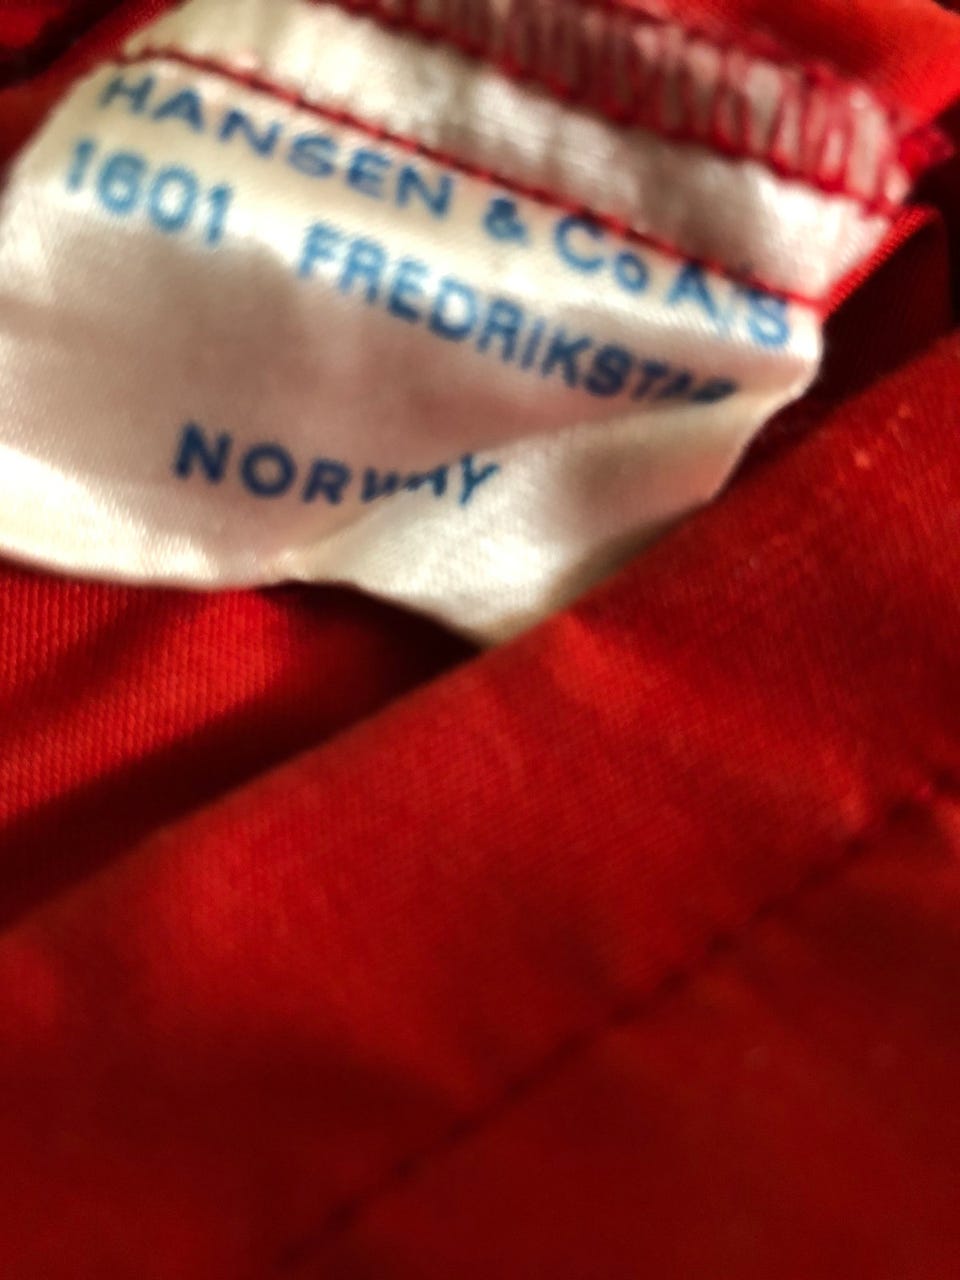 HANSEN & Co A/S
1601 FREDRIKSTAD
NORWAY